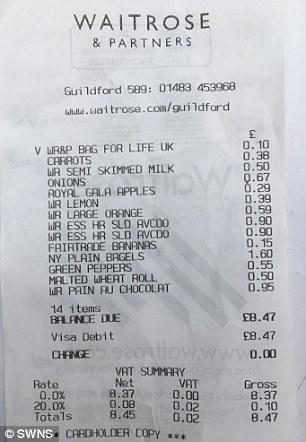 WAITROSE
& PARTNERS
Guildford 589: 01483 453968
www.waitrose.com/guildford
£
V WR&P BAG FOR LIFE UK 0.10
CARROTS 0.38
WR SEMI SKIMMED MILK 0.50
ONIONS 0.67
ROYAL GALA APPLES 0.29
WR LEMON 0.39
WR LARGE ORANGE 0.59
WR ESS HR SLD AVCDO 0.90
WR ESS HR SLD AVCDO 0.90
FAIRTRADE BANANAS 0.15
NY PLAIN BAGELS 1.60
GREEN PEPPERS 0.55
MALTED WHEAT ROLL 0.50
WR PAIN AU CHOCOLAT 0.95
14 items
BALANCE DUE £8.47
Visa Debit £8.47
CHANGE 0.00
VAT SUMMARY
Rate Net VAT Gross
0.0% 8.37 0.00 8.37
20.0% 0.08 0.02 0.10
Totals 8.45 0.02 8.47
CARDHOLDER COPY ***
© SWNS